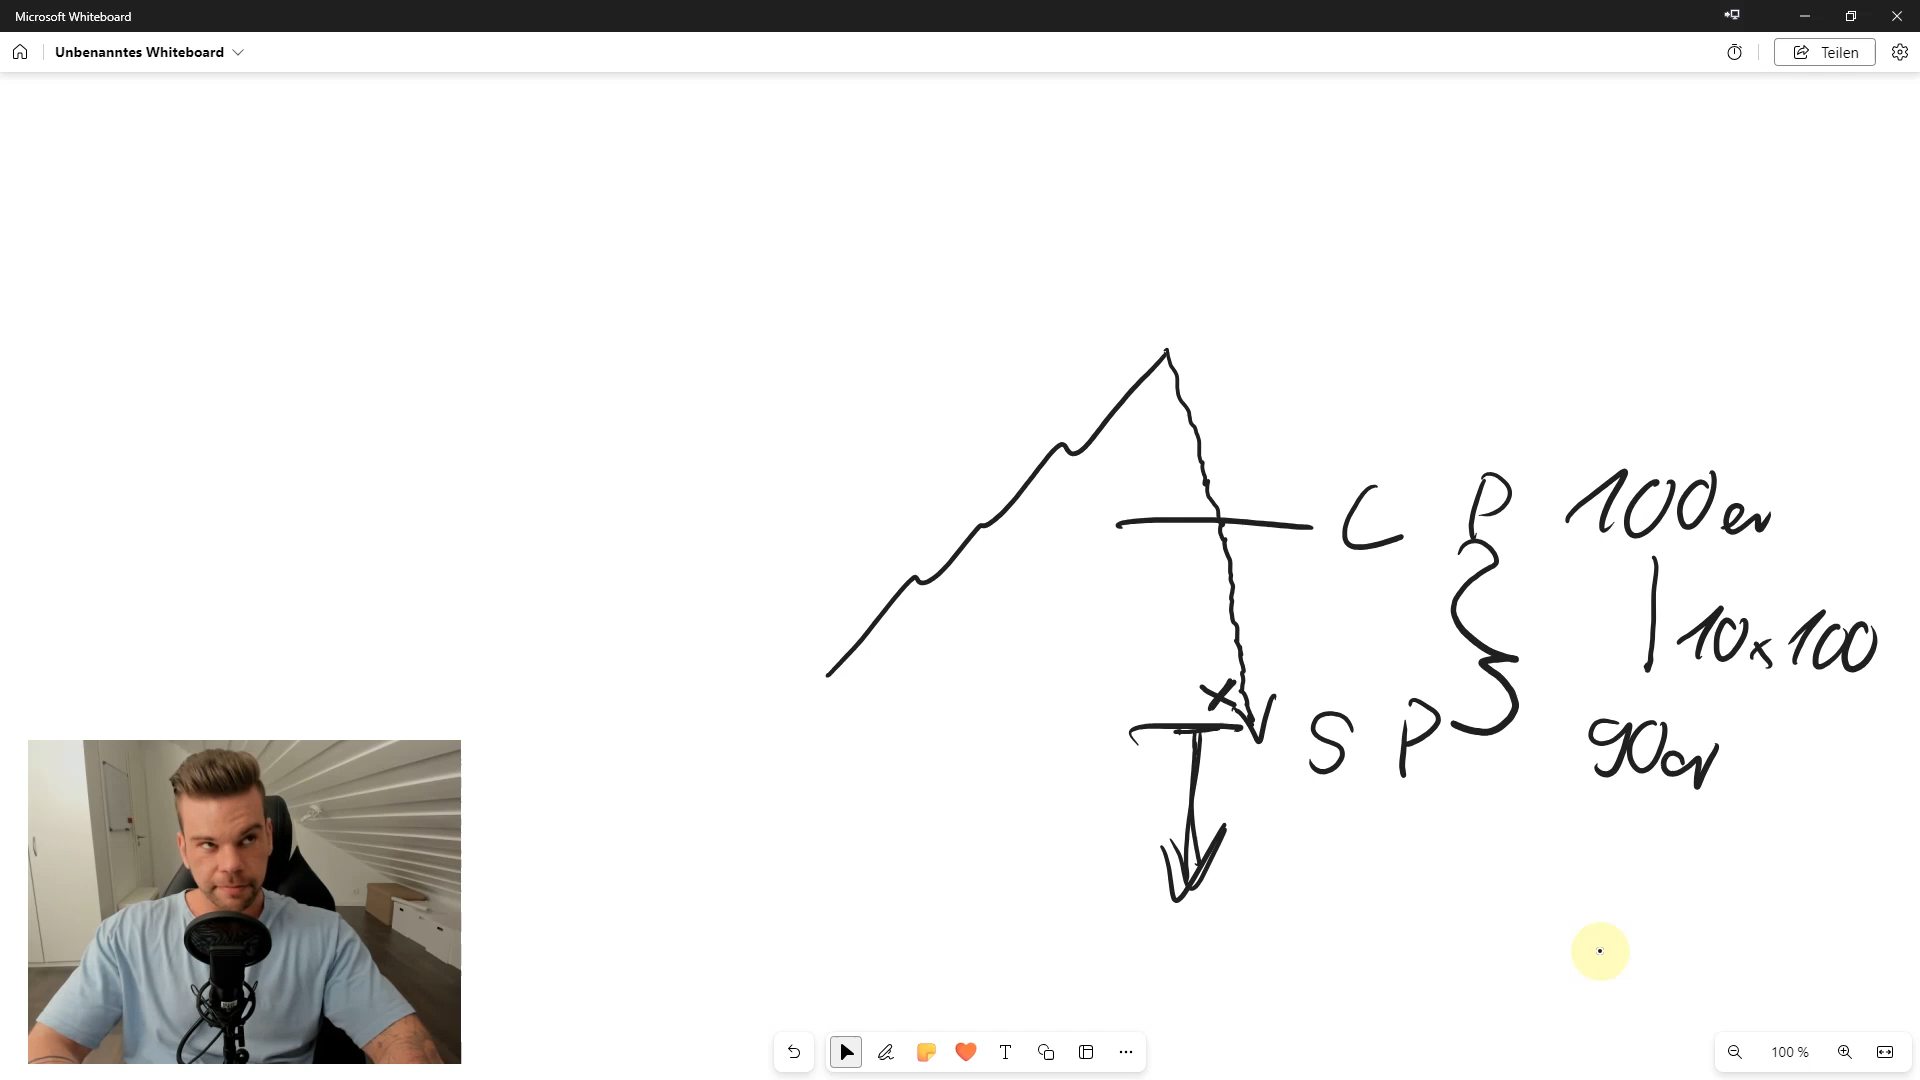 Microsoft Whiteboard
Unbenanntes Whiteboard
Teilen
C P 100er
10x100
S P 90er
100 %